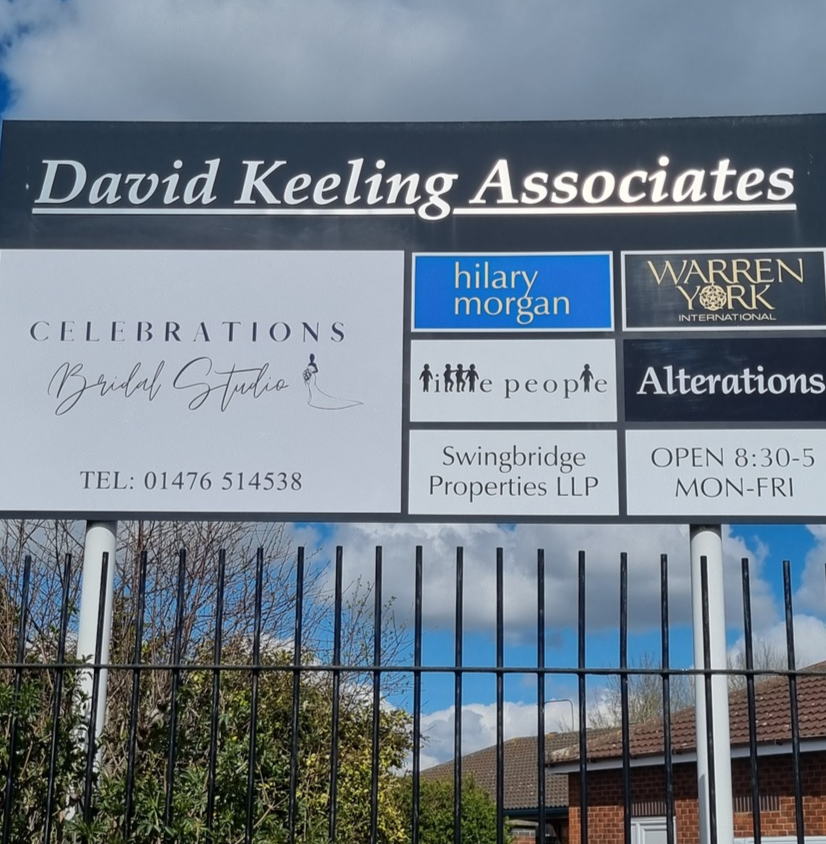 David Keeling Associates
CELEBRATIONS
Bridal Studio
TEL: 01476 514538
hilary
morgan
WARREN
YORK
INTERNATIONAL
little people
Alterations
Swingbridge
Properties LLP
OPEN 8:30-5
MON-FRI